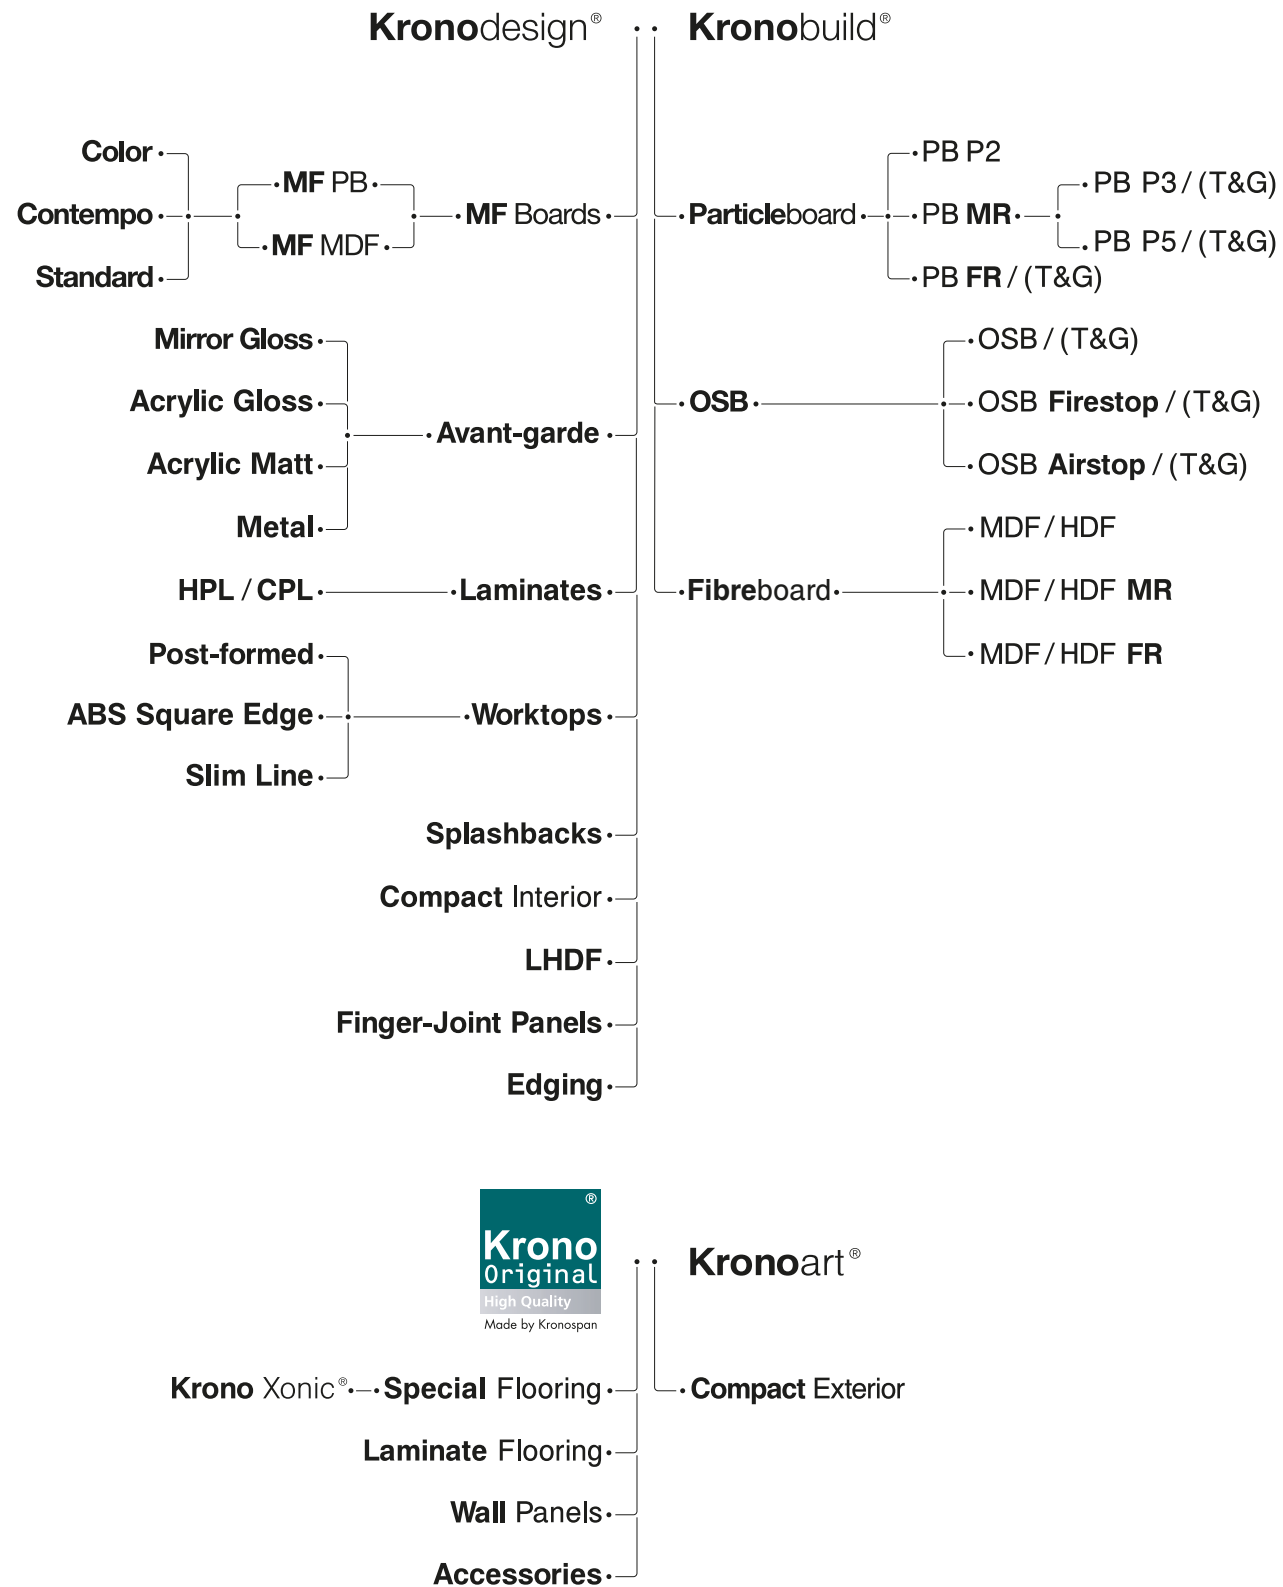 Kronodesign®
Kronobuild®
Color
Contempo
Standard
MF PB
MF MDF
MF Boards
Mirror Gloss
Acrylic Gloss
Acrylic Matt
Metal
Avant-garde
HPL / CPL
Laminates
Post-formed
ABS Square Edge
Slim Line
Worktops
Splashbacks
Compact Interior
LHDF
Finger-Joint Panels
Edging
Particleboard
PB P2
PB MR
PB P3 / (T&G)
PB P5 / (T&G)
PB FR / (T&G)
OSB
OSB / (T&G)
OSB Firestop / (T&G)
OSB Airstop / (T&G)
Fibreboard
MDF / HDF
MDF / HDF MR
MDF / HDF FR
®
Krono
Original
High Quality
Made by Kronospan
Kronoart®
Krono Xonic®
Special Flooring
Laminate Flooring
Wall Panels
Accessories
Compact Exterior